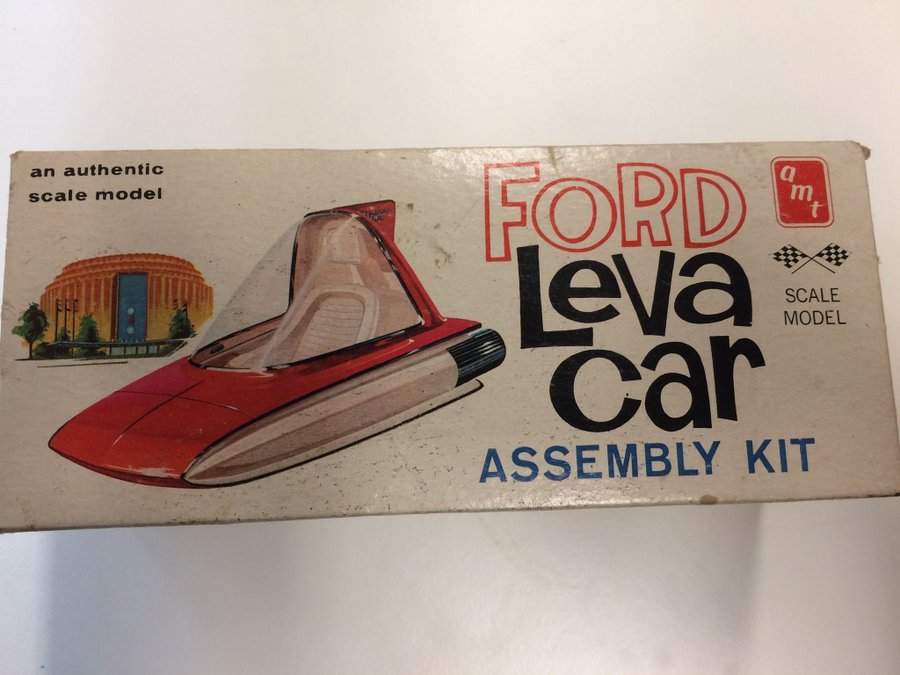 an authentic
scale model
FORD
Leva
car
ASSEMBLY KIT
amt
SCALE
MODEL